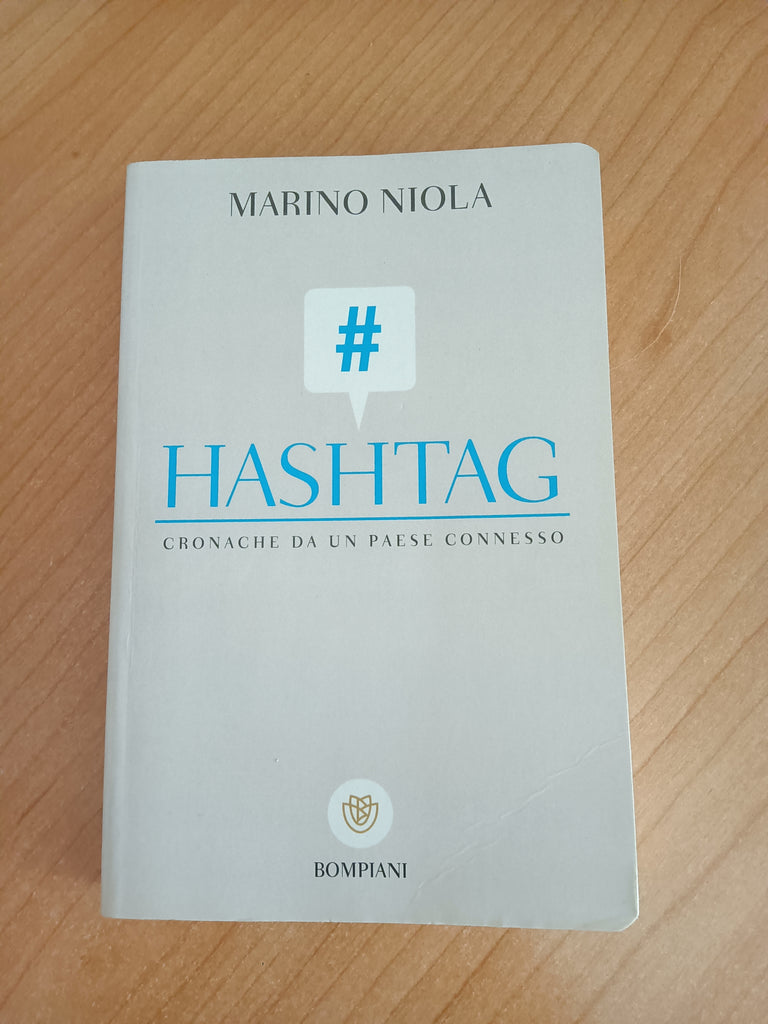 MARINO NIOLA
#
HASHTAG
CRONACHE DA UN PAESE CONNESSO
BOMPIANI